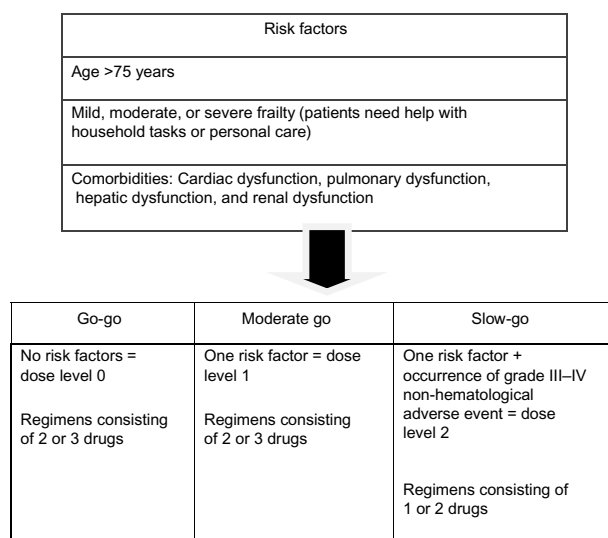 Risk factors
Age >75 years
Mild, moderate, or severe frailty (patients need help with
household tasks or personal care)
Comorbidities: Cardiac dysfunction, pulmonary dysfunction,
hepatic dysfunction, and renal dysfunction
Go-go
Moderate go
Slow-go
No risk factors =
dose level 0
Regimens consisting
of 2 or 3 drugs
One risk factor = dose
level 1
Regimens consisting
of 2 or 3 drugs
One risk factor +
occurrence of grade III–IV
non-hematological
adverse event = dose
level 2
Regimens consisting of
1 or 2 drugs